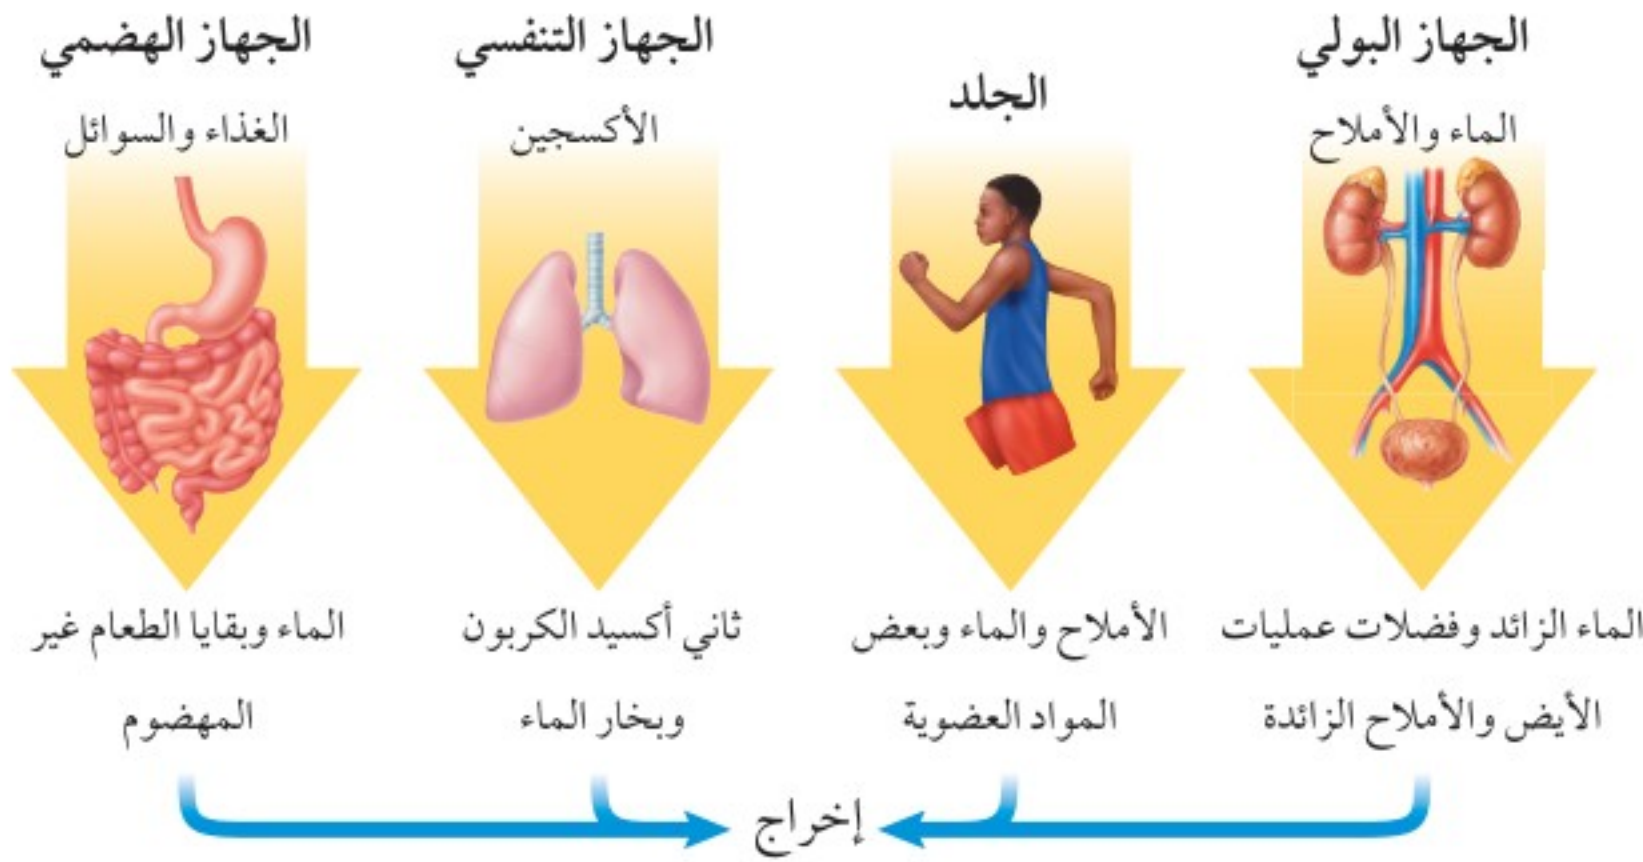 الجهاز البولي
الماء والأملاح
الماء الزائد وفضلات عمليات
الأيض والأملاح الزائدة
الجلد
الأملاح والماء وبعض
المواد العضوية
الجهاز التنفسي
الأكسجين
ثاني أكسيد الكربون
وبخار الماء
الجهاز الهضمي
الغذاء والسوائل
الماء وبقايا الطعام غير
المهضوم
إخراج